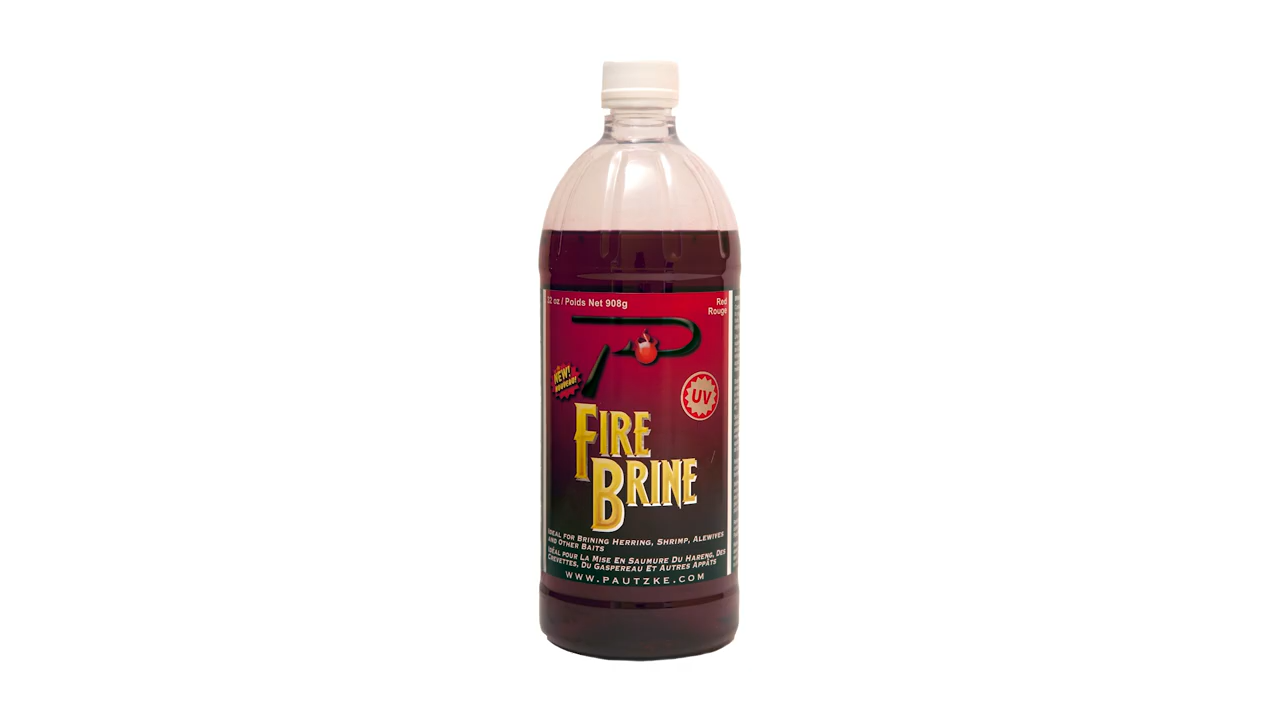 32 oz / Poids Net 908g
Red
Rouge
NEW!
NOUVEAU!
UV
FIRE
BRINE
IDEAL FOR BRINING HERRING, SHRIMP, ALEWIVES
AND OTHER BAITS
IDÉAL POUR LA MISE EN SAUMURE DU HARENG, DES
CREVETTES, DU GASPEREAU ET AUTRES APPÂTS
WWW.PAUTZKE.COM